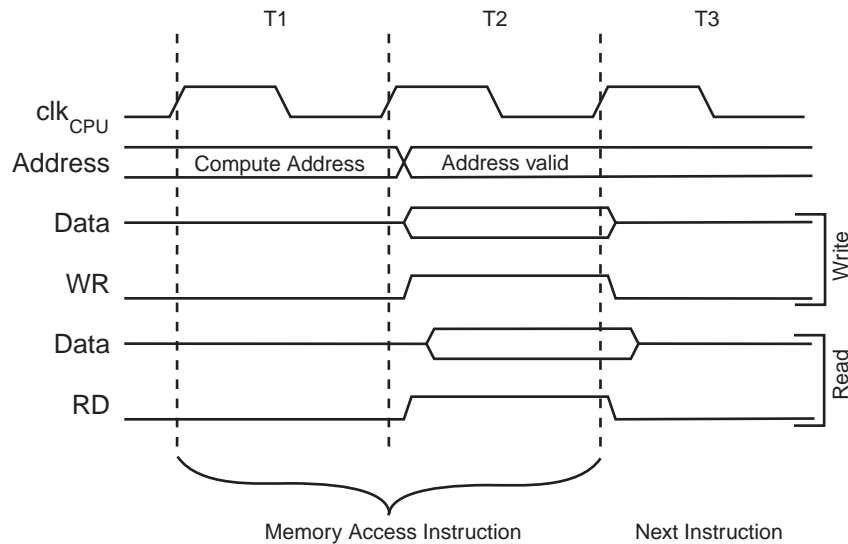 T1 T2 T3
clkCPU
Address Compute Address Address valid
Data
WR
Write
Data
RD
Read
Memory Access Instruction Next Instruction